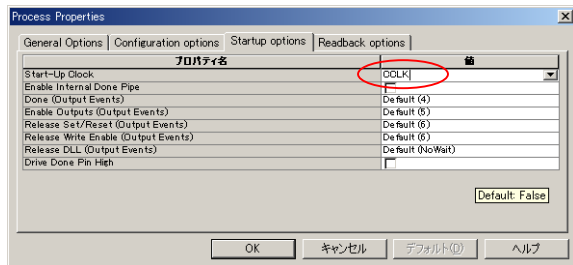 Process Properties
General Options Configuration options Startup options Readback options
プロパティ名 値
Start-Up Clock CCLK
Enable Internal Done Pipe
Done (Output Events) Default (4)
Enable Outputs (Output Events) Default (5)
Release Set/Reset (Output Events) Default (6)
Release Write Enable (Output Events) Default (6)
Release DLL (Output Events) Default (NoWait)
Drive Done Pin High
Default: False
OK キャンセル デフォルト(D) ヘルプ